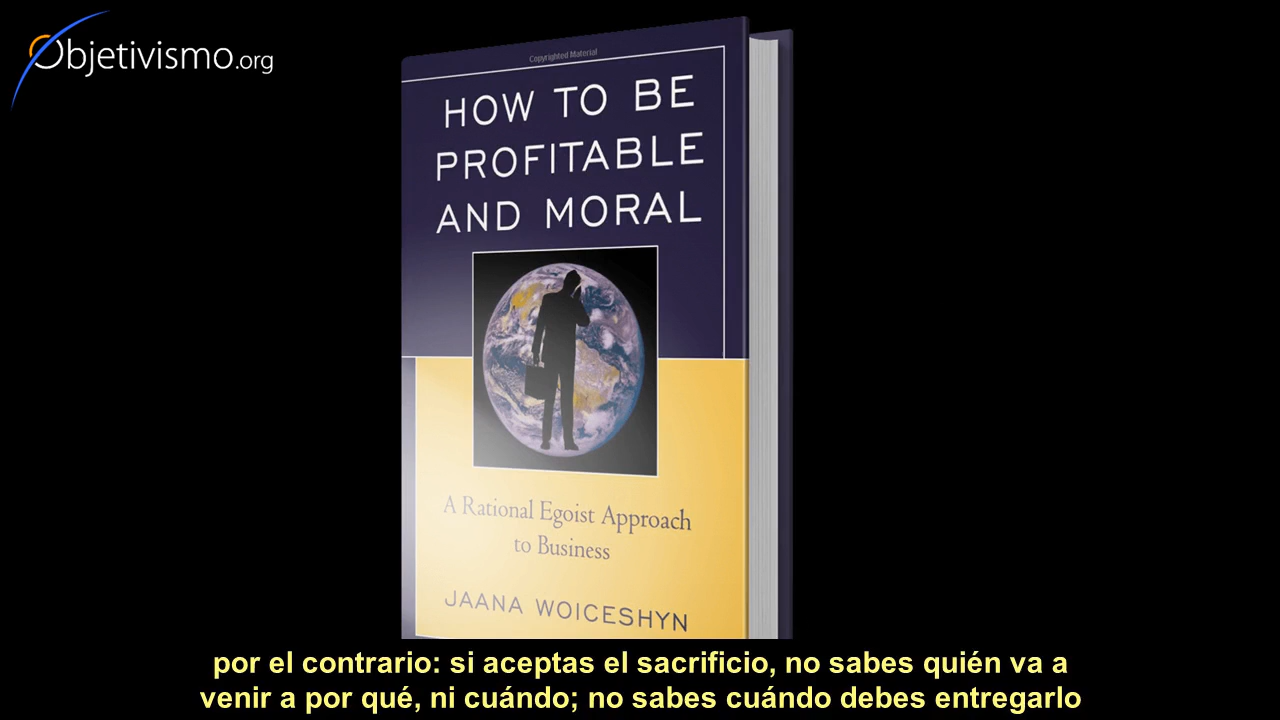 Objetivismo.org
Copyrighted Material
HOW TO BE
PROFITABLE
AND MORAL
A Rational Egoist Approach
to Business
JAANA WOICESHYN
por el contrario: si aceptas el sacrificio, no sabes quién va a
venir a por qué, ni cuándo; no sabes cuándo debes entregarlo